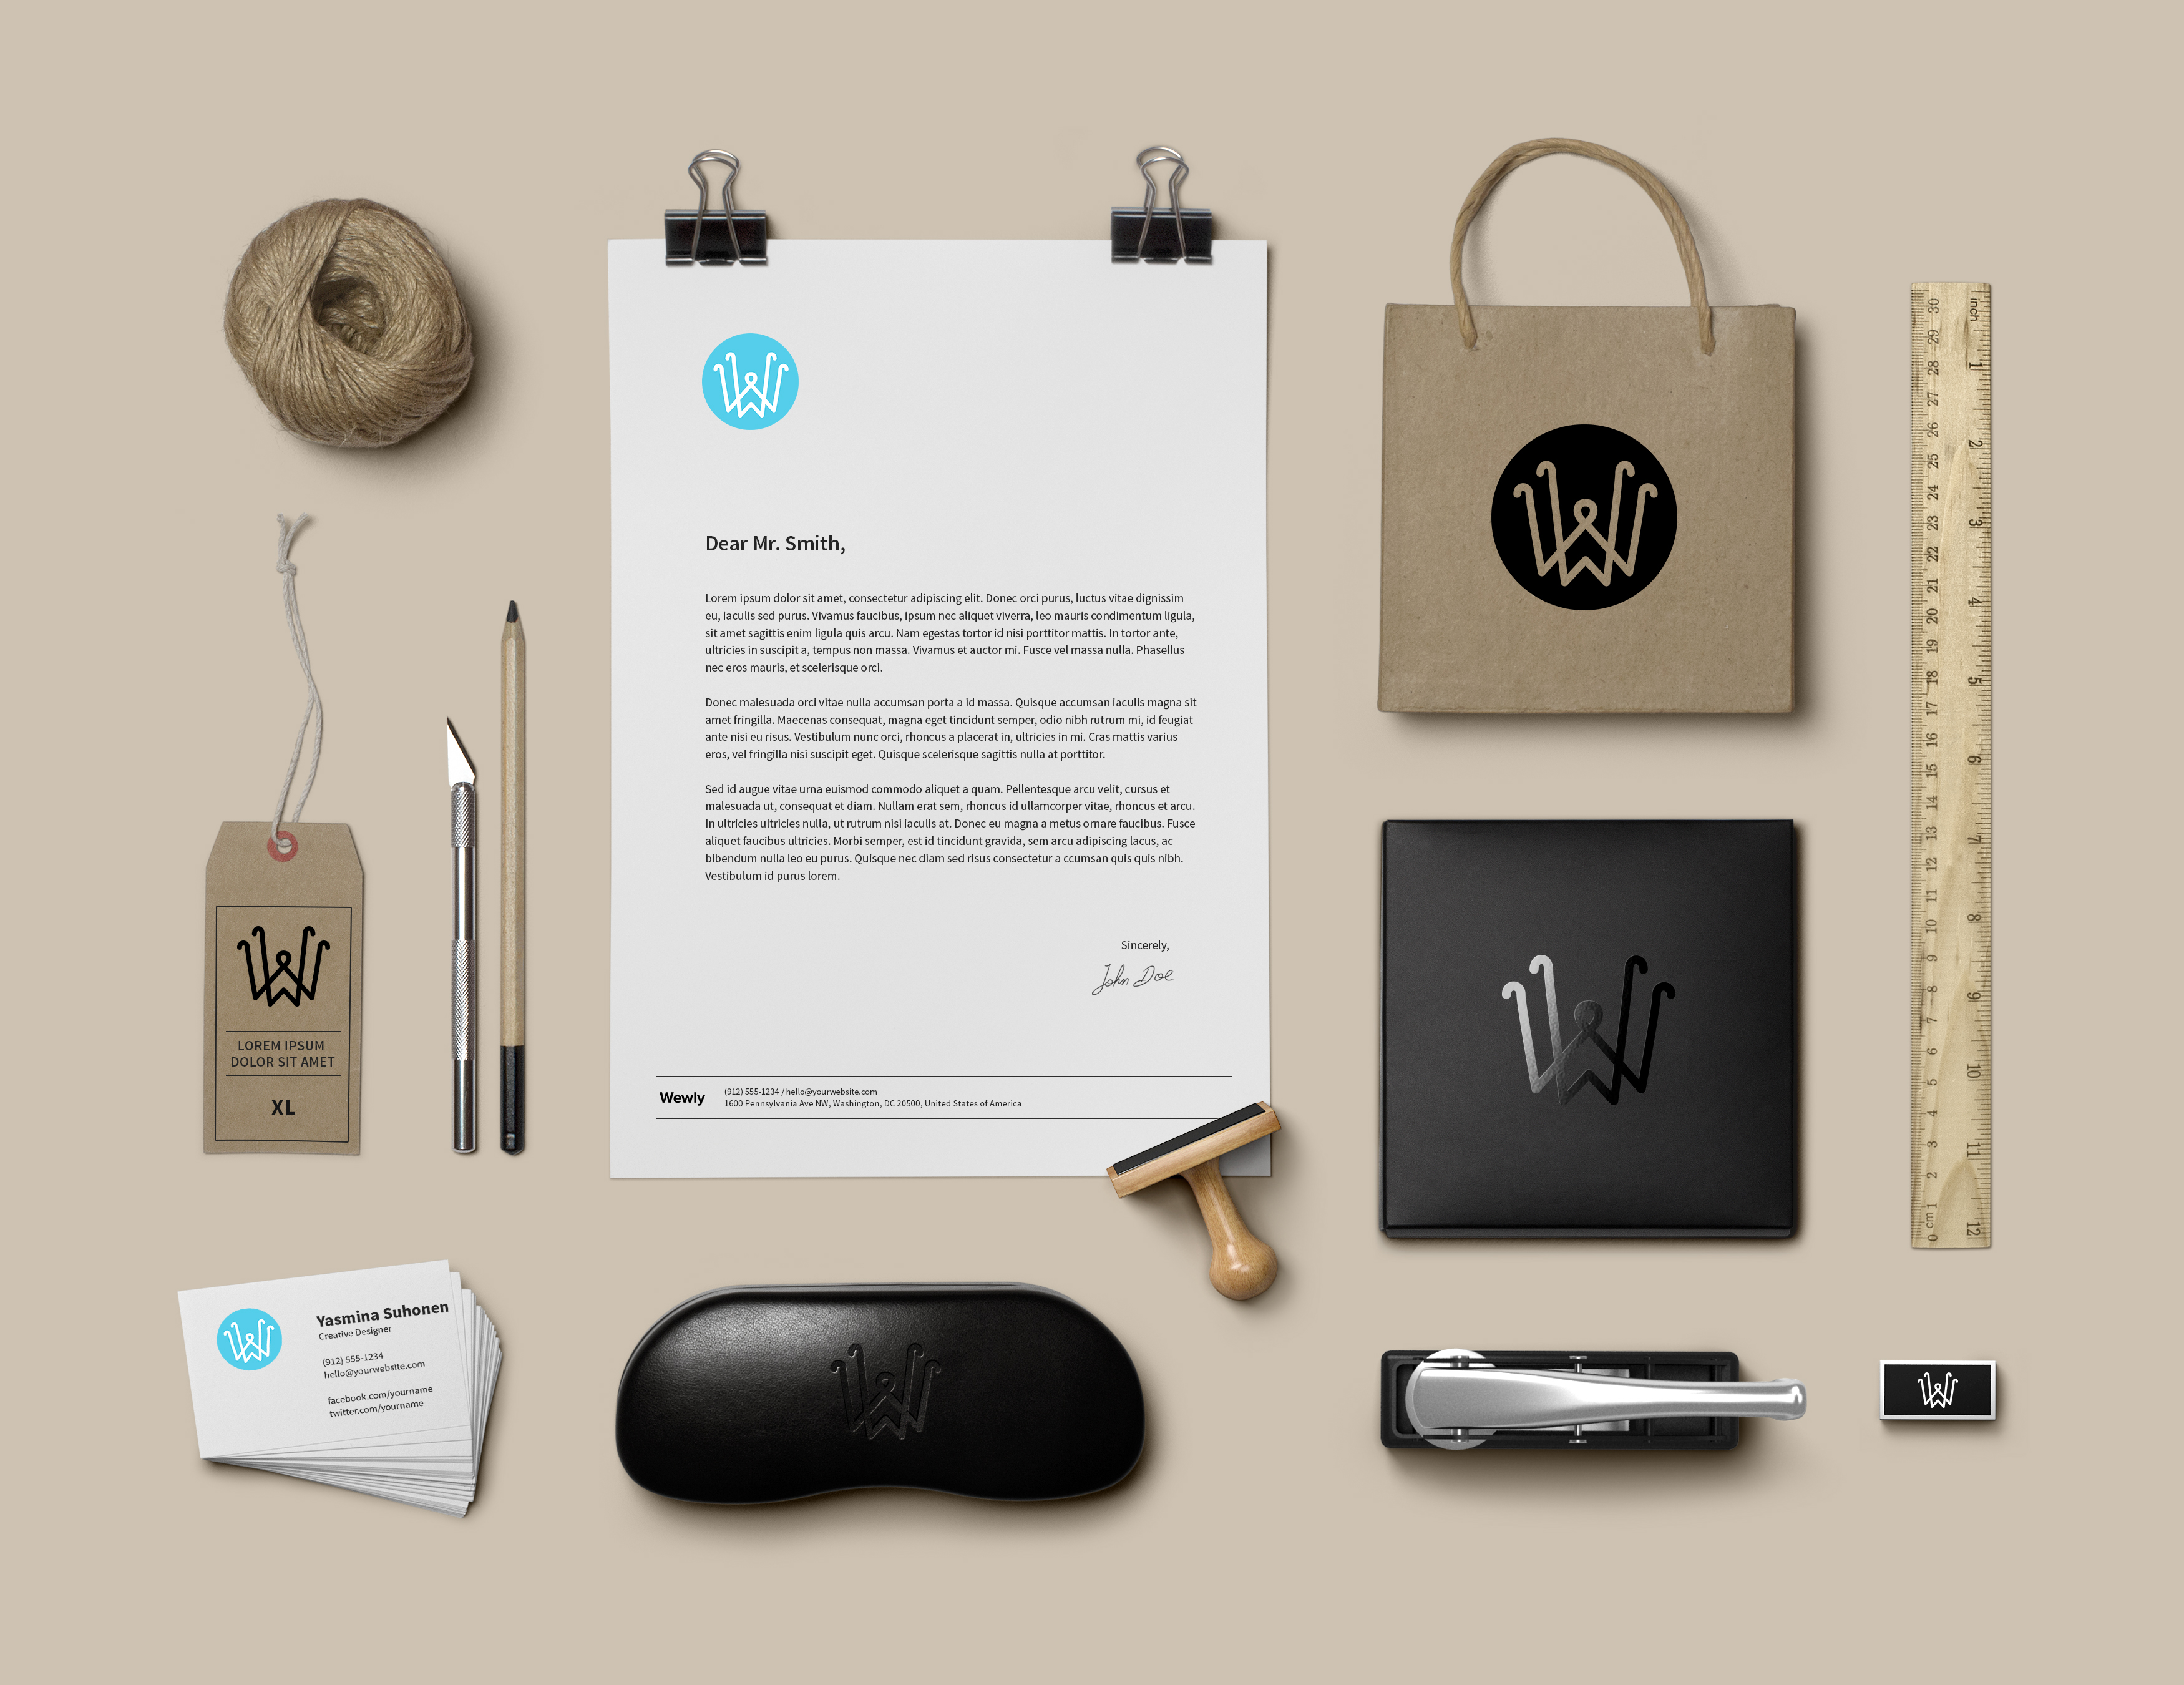 Dear Mr. Smith,
Lorem ipsum dolor sit amet, consectetur adipiscing elit. Donec orci purus, luctus vitae dignissim
eu, iaculis sed purus. Vivamus faucibus, ipsum nec aliquet viverra, leo mauris condimentum ligula,
sit amet sagittis enim ligula quis arcu. Nam egestas tortor id nisi porttitor mattis. In tortor ante,
ultricies in suscipit a, tempus non massa. Vivamus et auctor mi. Fusce vel massa nulla. Phasellus
nec eros mauris, et scelerisque orci.
Donec malesuada orci vitae nulla accumsan porta a id massa. Quisque accumsan iaculis magna sit
amet fringilla. Maecenas consequat, magna eget tincidunt semper, odio nibh rutrum mi, id feugiat
ante nisi eu risus. Vestibulum nunc orci, rhoncus a placerat in, ultricies in mi. Cras mattis varius
eros, vel fringilla nisi suscipit eget. Quisque scelerisque sagittis nulla at porttitor.
Sed id augue vitae urna euismod commodo aliquet a quam. Pellentesque arcu velit, cursus et
malesuada ut, consequat et diam. Nullam erat sem, rhoncus id ullamcorper vitae, rhoncus et arcu.
In ultricies ultricies nulla, ut rutrum nisi iaculis at. Donec eu magna a metus ornare faucibus. Fusce
aliquet faucibus ultricies. Morbi semper, est id tincidunt gravida, sem arcu adipiscing lacus, ac
bibendum nulla leo eu purus. Quisque nec diam sed risus consectetur a ccumsan quis quis nibh.
Vestibulum id purus lorem.
Sincerely,
John Doe
Wewly
(912) 555-1234 / hello@yourwebsite.com
1600 Pennsylvania Ave NW, Washington, DC 20500, United States of America
W
LOREM IPSUM
DOLOR SIT AMET
XL
W
Yasmina Suhonen
Creative Designer
(912) 555-1234
hello@yourwebsite.com
facebook.com/yourname
twitter.com/yourname
W
W
W
W
W
inch
1 2 3 4 5 6 7 8 9 10 11 12
0 cm 1 2 3 4 5 6 7 8 9 10 11 12 13 14 15 16 17 18 19 20 21 22 23 24 25 26 27 28 29 30